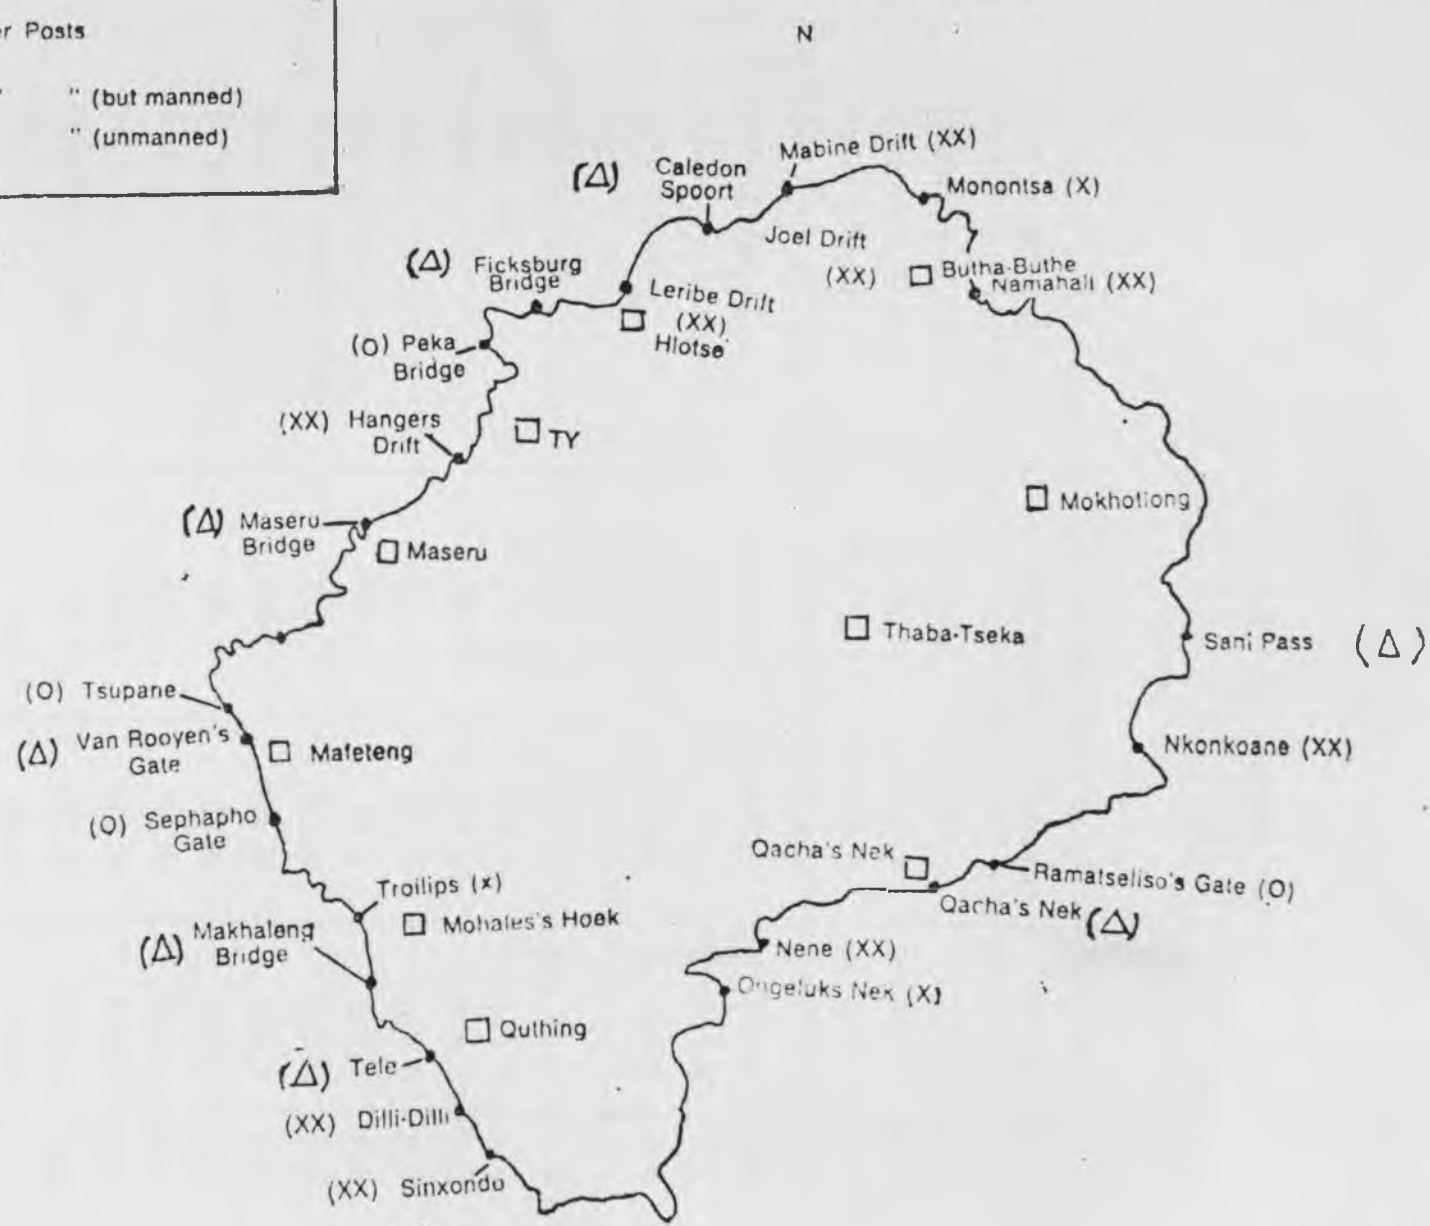 Posts
" (but manned)
" (unmanned)
N
Mabine Drift (XX)
(Δ) Caledon
Spoort
Monontsa (X)
Joel Drift
(XX)
Butha-Buthe
Namahali (XX)
(Δ) Ficksburg
Bridge
Leribe Drift
(XX)
Hlotse
(O) Peka
Bridge
(XX) Hangers
Drift
TY
Mokhotlong
(Δ) Maseru
Bridge
Maseru
Thaba-Tseka
Sani Pass (Δ)
(O) Tsupane
(Δ) Van Rooyen's
Gate
Mafeteng
Nkonkoane (XX)
(O) Sephapho
Gate
Qacha's Nek
Ramatseliso's Gate (O)
Qacha's Nek (Δ)
Troilips (x)
Mohales's Hoek
(Δ) Makhaleng
Bridge
Nene (XX)
Ongeluks Nek (X)
Quthing
(Δ) Tele
(XX) Dilli-Dilli
(XX) Sinxondo